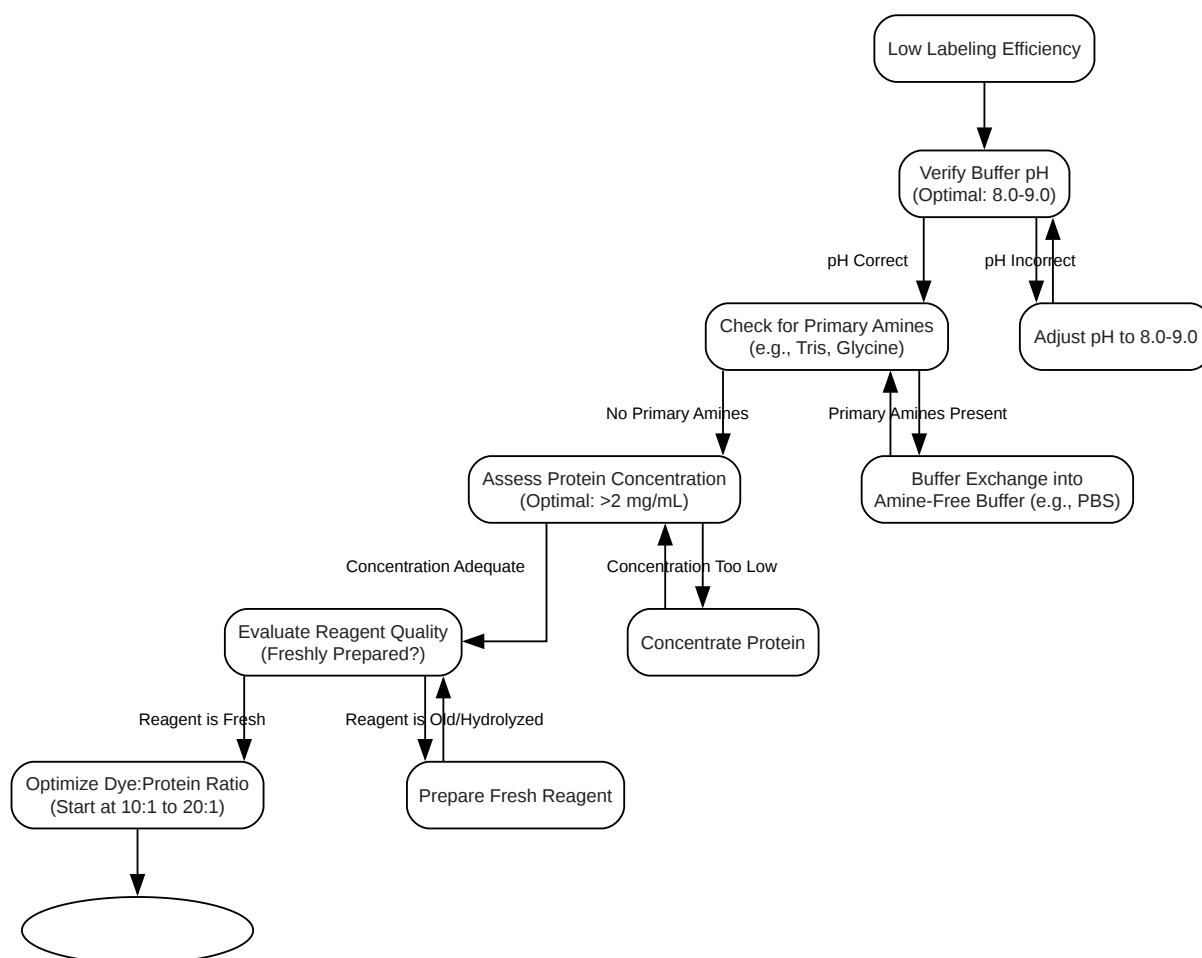 Low Labeling Efficiency
Verify Buffer pH
(Optimal: 8.0-9.0)
pH Correct
pH Incorrect
Check for Primary Amines
(e.g., Tris, Glycine)
Adjust pH to 8.0-9.0
No Primary Amines
Primary Amines Present
Assess Protein Concentration
(Optimal: >2 mg/mL)
Buffer Exchange into
Amine-Free Buffer (e.g., PBS)
Concentration Adequate
Concentration Too Low
Evaluate Reagent Quality
(Freshly Prepared?)
Concentrate Protein
Reagent is Fresh
Reagent is Old/Hydrolyzed
Optimize Dye:Protein Ratio
(Start at 10:1 to 20:1)
Prepare Fresh Reagent